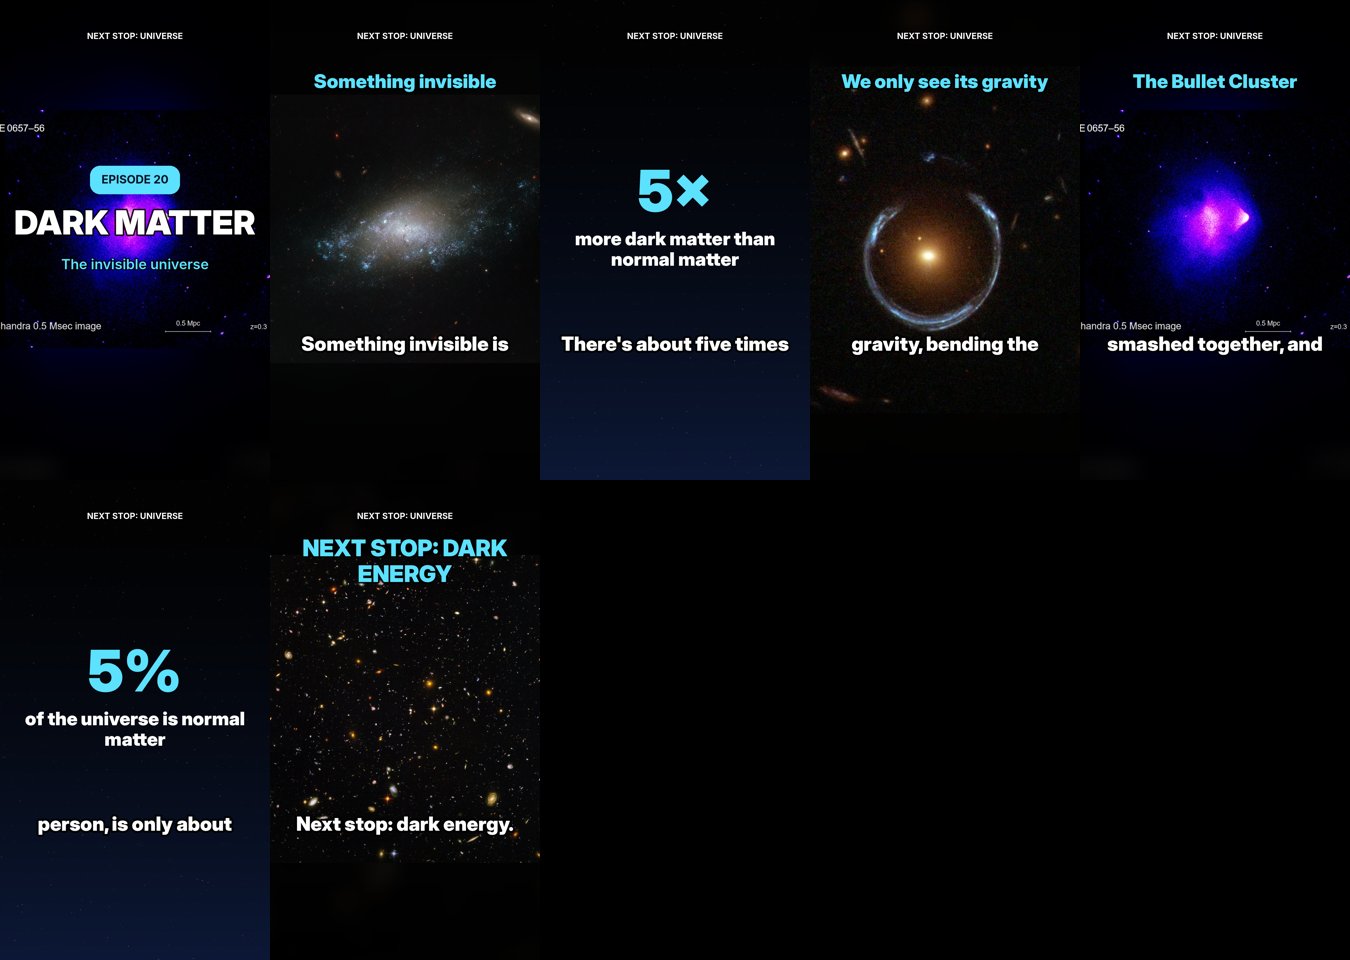 NEXT STOP: UNIVERSE
E 0657–56
EPISODE 20
DARK MATTER
The invisible universe
handra 0.5 Msec image
0.5 Mpc
z=0.3
NEXT STOP: UNIVERSE
Something invisible
Something invisible is
NEXT STOP: UNIVERSE
5×
more dark matter than
normal matter
There's about five times
NEXT STOP: UNIVERSE
We only see its gravity
gravity, bending the
NEXT STOP: UNIVERSE
The Bullet Cluster
E 0657–56
handra 0.5 Msec image
0.5 Mpc
z=0.3
smashed together, and
NEXT STOP: UNIVERSE
5%
of the universe is normal
matter
person, is only about
NEXT STOP: UNIVERSE
NEXT STOP: DARK
ENERGY
Next stop: dark energy.